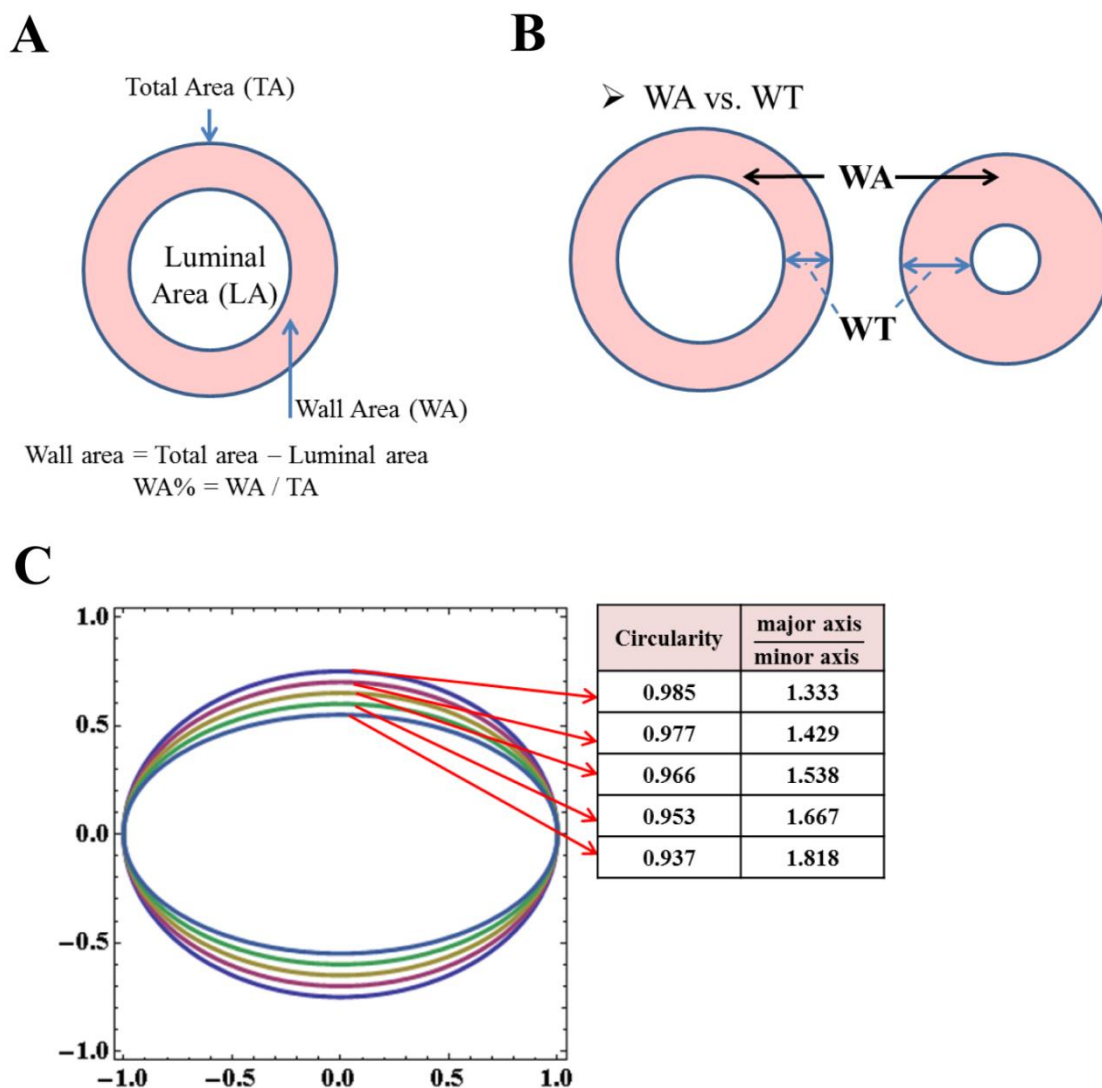 A
Total Area (TA)
Luminal
Area (LA)
Wall Area (WA)
Wall area = Total area – Luminal area
WA% = WA / TA
B
➢ WA vs. WT
WA
WT
C
1.0
0.5
0.0
−0.5
−1.0
−1.0 −0.5 0.0 0.5 1.0
Circularity major axis
minor axis
0.985 1.333
0.977 1.429
0.966 1.538
0.953 1.667
0.937 1.818